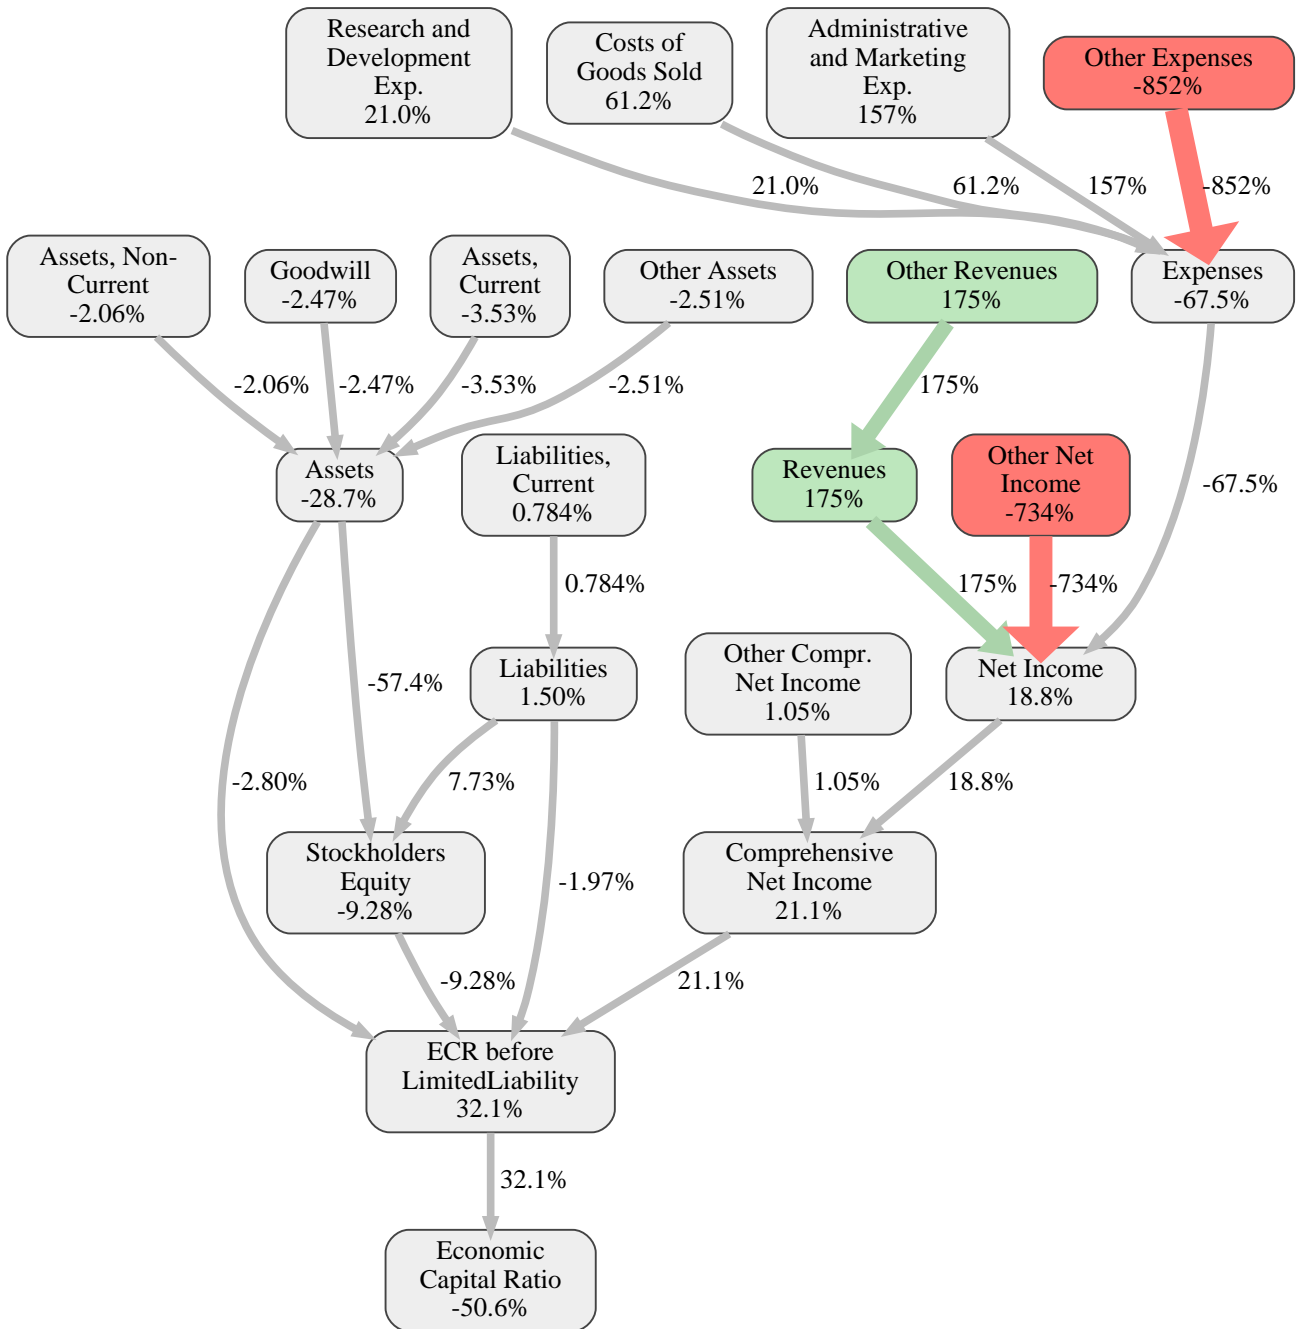 Research and
Development
Exp.
21.0%
Costs of
Goods Sold
61.2%
Administrative
and Marketing
Exp.
157%
Other Expenses
-852%
21.0%
61.2%
157%
-852%
Assets, Non-
Current
-2.06%
Goodwill
-2.47%
Assets,
Current
-3.53%
Other Assets
-2.51%
Other Revenues
175%
Expenses
-67.5%
-2.06%
-2.47%
-3.53%
-2.51%
175%
Assets
-28.7%
Liabilities,
Current
0.784%
Revenues
175%
Other Net
Income
-734%
-67.5%
0.784%
175%
-734%
-57.4%
Liabilities
1.50%
Other Compr.
Net Income
1.05%
Net Income
18.8%
-2.80%
7.73%
1.05%
18.8%
Stockholders
Equity
-9.28%
-1.97%
Comprehensive
Net Income
21.1%
-9.28%
21.1%
ECR before
LimitedLiability
32.1%
32.1%
Economic
Capital Ratio
-50.6%